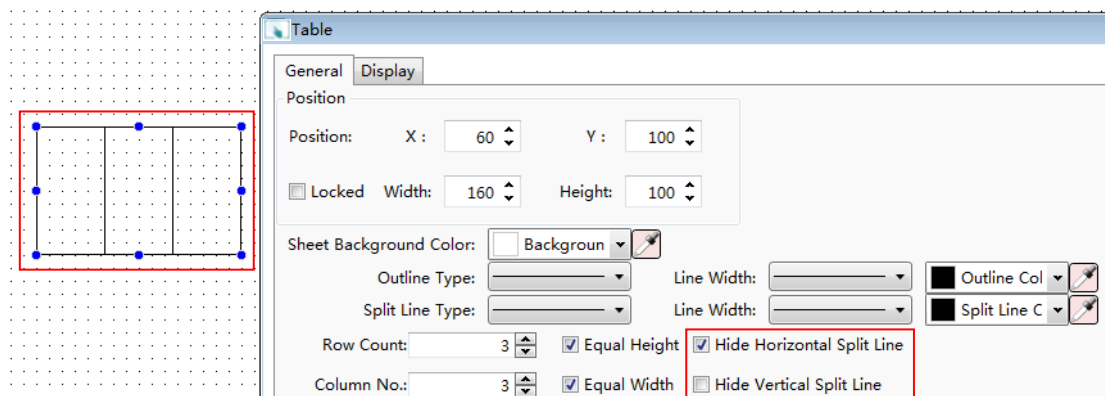 Table
General Display
Position
Position: X : 60 Y : 100
Locked Width: 160 Height: 100
Sheet Background Color: Backgroun
Outline Type: Line Width: Outline Col
Split Line Type: Line Width: Split Line C
Row Count: 3 Equal Height Hide Horizontal Split Line
Column No.: 3 Equal Width Hide Vertical Split Line